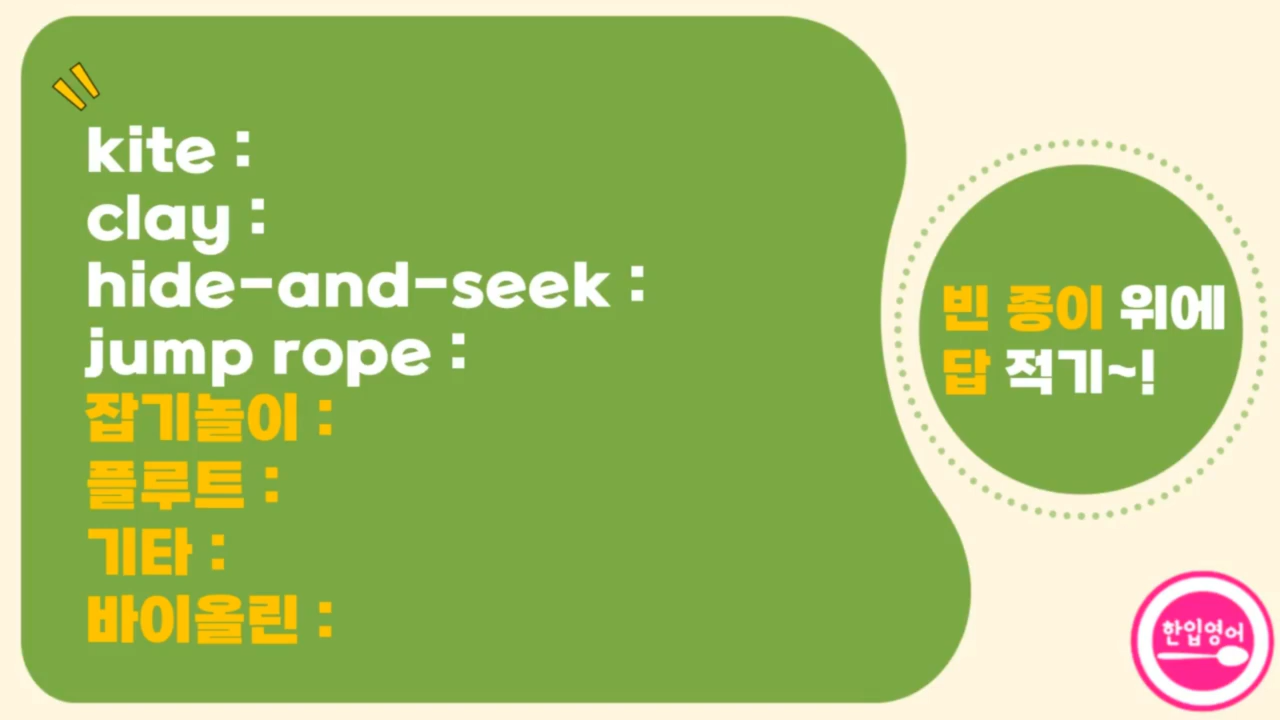 kite :
clay :
hide-and-seek :
jump rope :
잡기놀이 :
플루트 :
기타 :
바이올린 :
빈 종이 위에
답 적기~!
한입영어